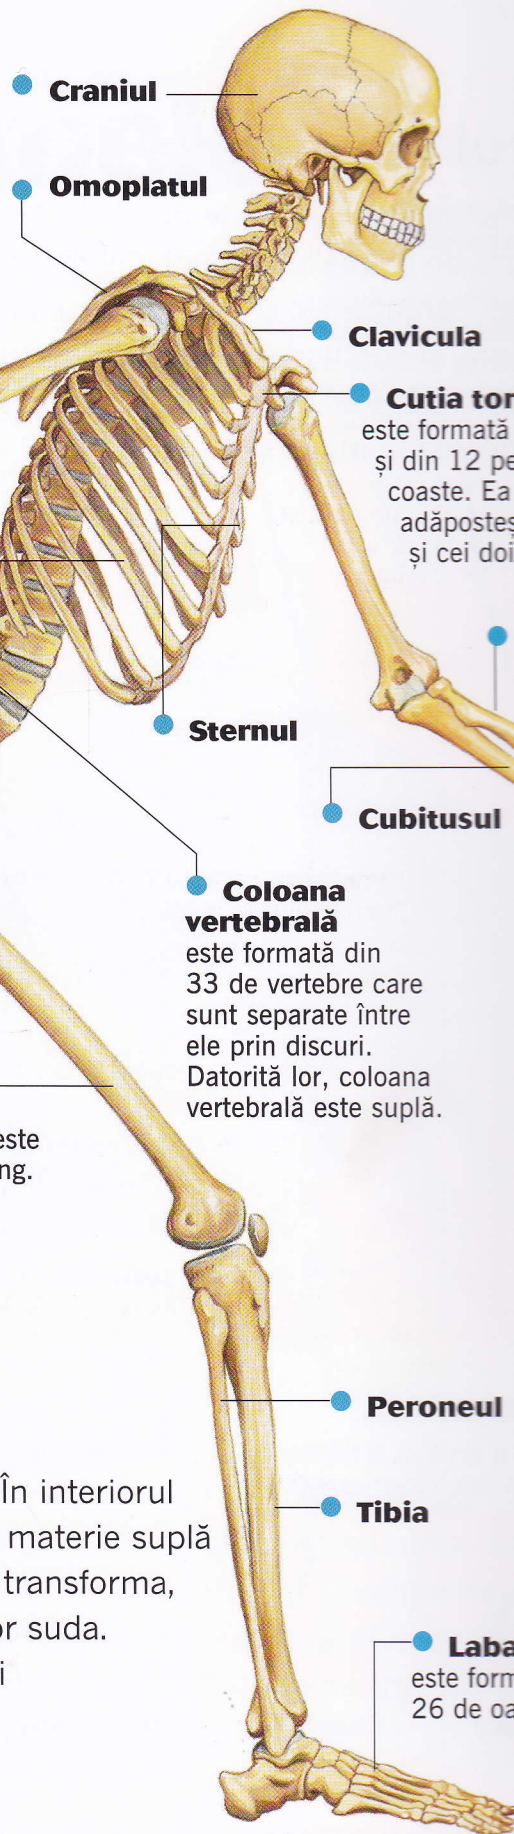 Craniul
Omoplatul
Clavicula
Cutia tor
este formată
și din 12 pe
coaste. Ea
adăposteș
și cei doi
Sternul
Cubitusul
Coloana
vertebrală
este formată din
33 de vertebre care
sunt separate între
ele prin discuri.
Datorită lor, coloana
vertebrală este suplă.
este
ng.
Peroneul
În interiorul
materie suplă
transforma,
or suda.
i
Tibia
Laba
este form
26 de oa